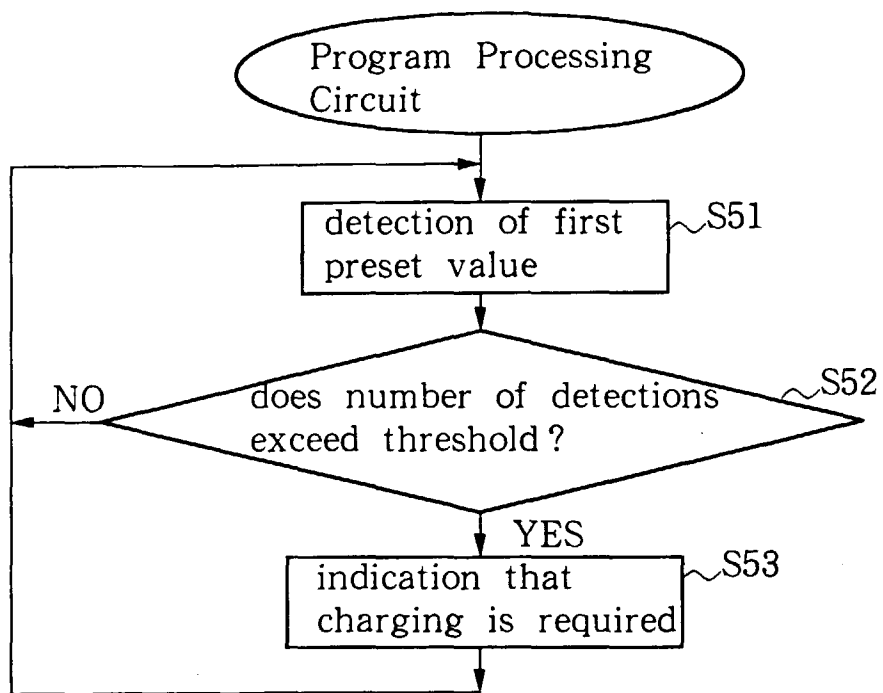 Program Processing
Circuit
detection of first
preset value
S51
does number of detections
exceed threshold?
S52
NO
YES
indication that
charging is required
S53